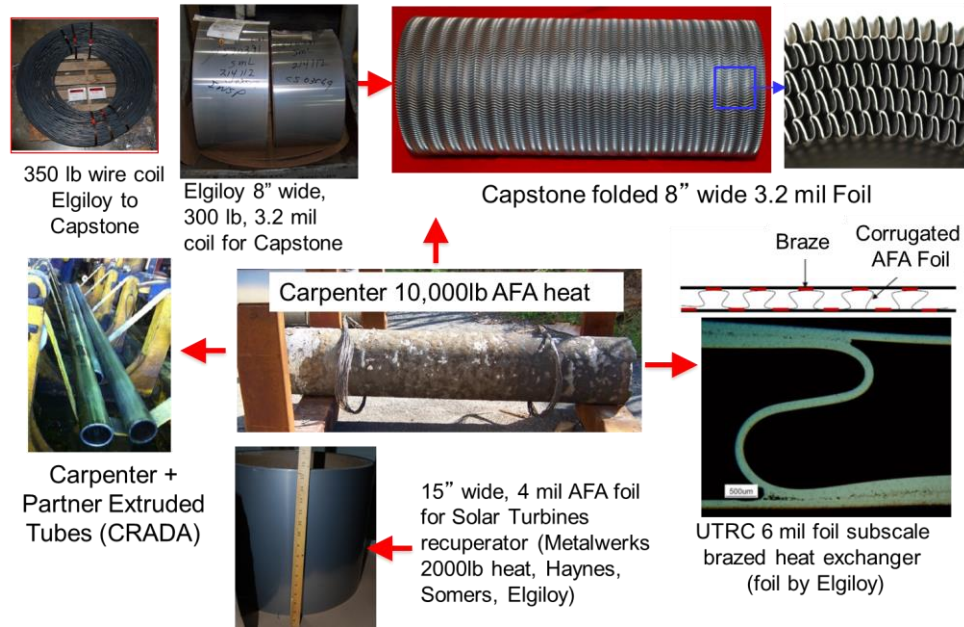 350 lb wire coil
Elgiloy to
Capstone
Elgiloy 8” wide,
300 lb, 3.2 mil
coil for Capstone
Capstone folded 8” wide 3.2 mil Foil
Braze
Corrugated
AFA Foil
Carpenter 10,000lb AFA heat
Carpenter +
Partner Extruded
Tubes (CRADA)
15” wide, 4 mil AFA foil
for Solar Turbines
recuperator (Metalwerks
2000lb heat, Haynes,
Somers, Elgiloy)
500um
UTRC 6 mil foil subscale
brazed heat exchanger
(foil by Elgiloy)